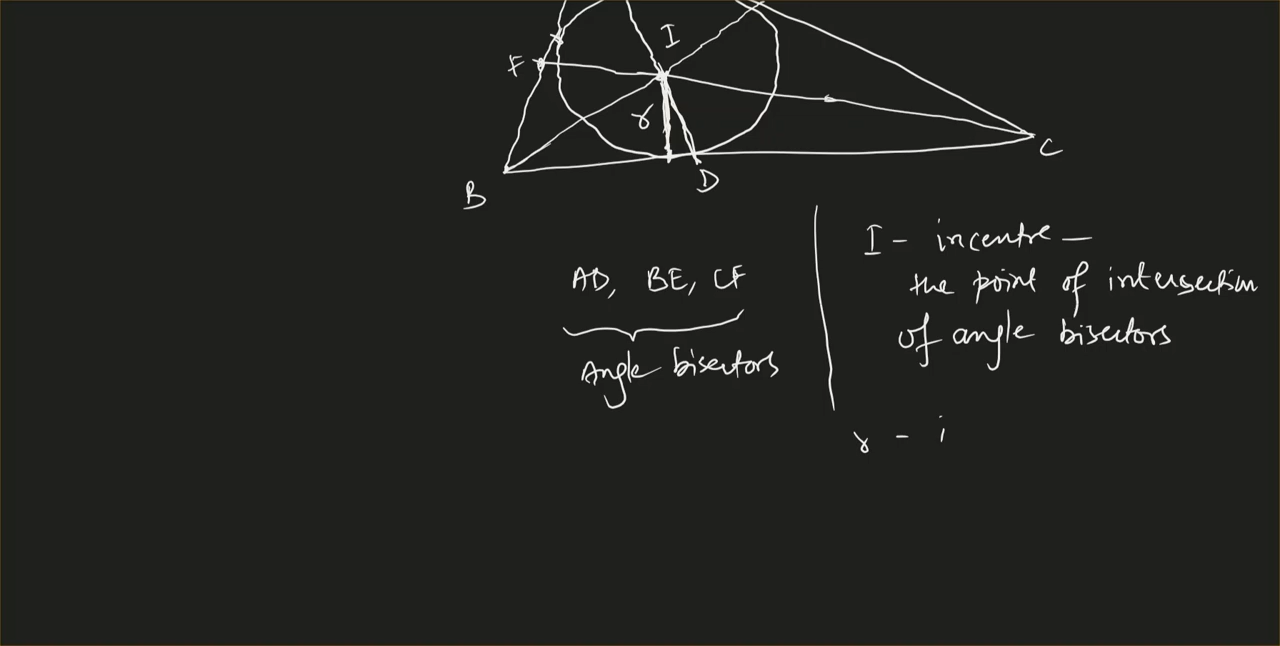 I
F
r
C
B
D
AD, BE, CF
Angle bisectors
I - incentre -
the point of intersection
of angle bisectors
r - i